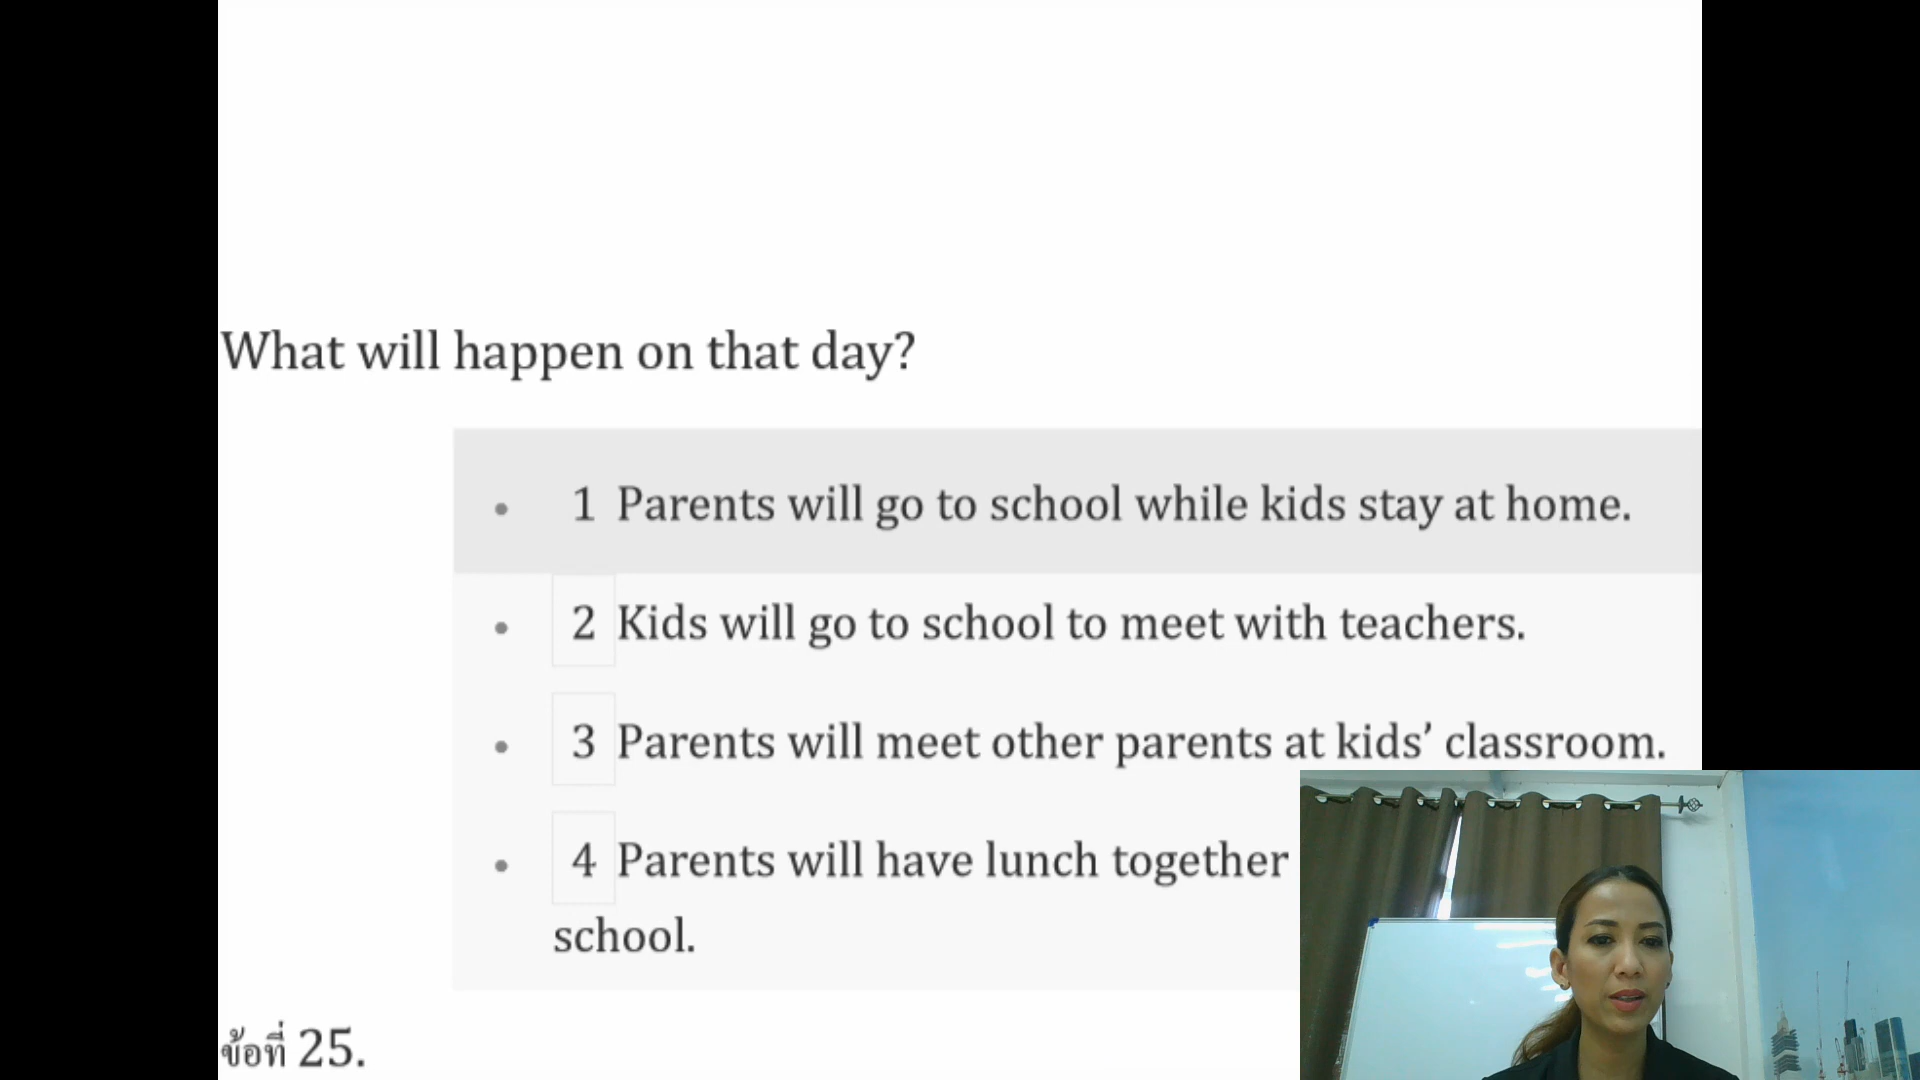 What will happen on that day?
• 1 Parents will go to school while kids stay at home.
• 2 Kids will go to school to meet with teachers.
• 3 Parents will meet other parents at kids’ classroom.
• 4 Parents will have lunch together
school.
ข้อที่ 25.